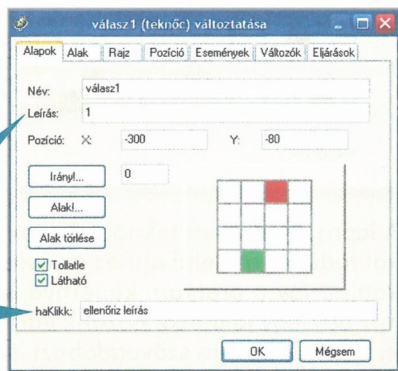 válasz1 (teknőc) változtatása
Alapok Alak Rajz Pozíció Események Változók Eljárások
Név: válasz1
Leírás: 1
Pozíció: X: -300 Y: -80
Irány!... 0
Alak!...
Alak törlése
Tollatle
Látható
haKlikk: ellenőriz leírás
OK Mégsem